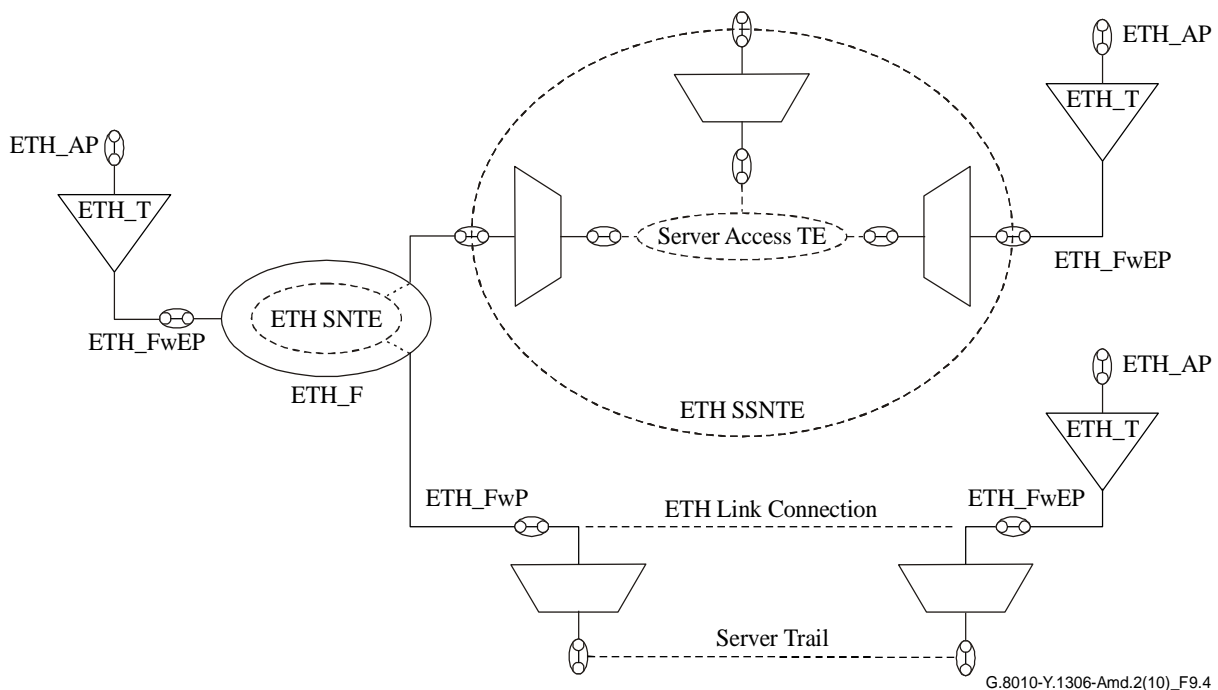 ETH_AP
ETH_T
ETH_AP
ETH_T
Server Access TE
ETH_FwEP
ETH SNTE
ETH_FwEP
ETH_F
ETH SSNTE
ETH_AP
ETH_T
ETH_FwP
ETH Link Connection
ETH_FwEP
Server Trail
G.8010-Y.1306-Amd.2(10)_F9.4